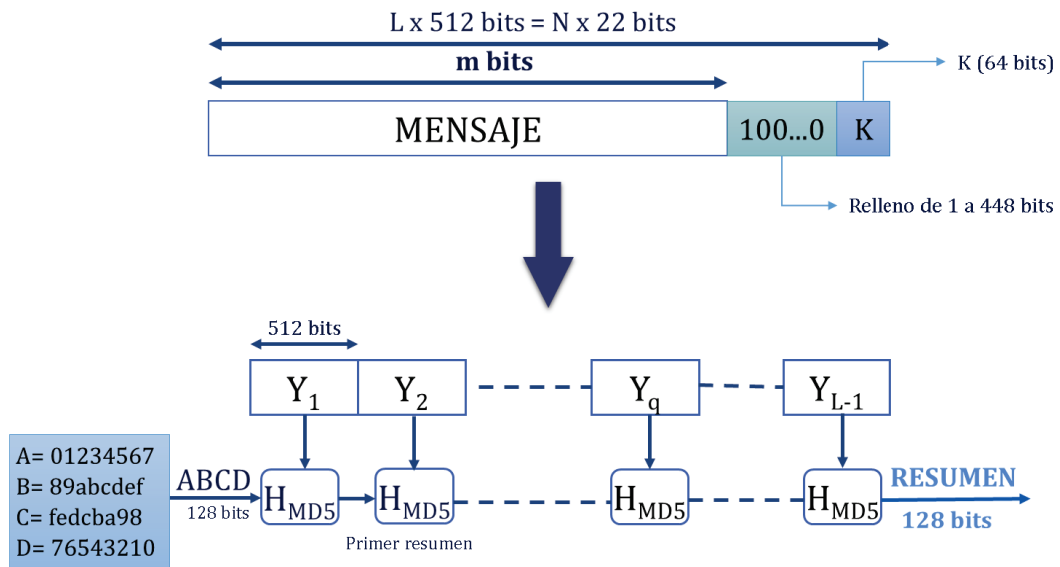 L x 512 bits = N x 22 bits
m bits
K (64 bits)
MENSAJE
100...0
K
Relleno de 1 a 448 bits
512 bits
Y1
Y2
Yq
YL-1
A= 01234567
B= 89abcdef
C= fedcba98
D= 76543210
ABCD
128 bits
HMD5
HMD5
HMD5
HMD5
RESUMEN
128 bits
Primer resumen